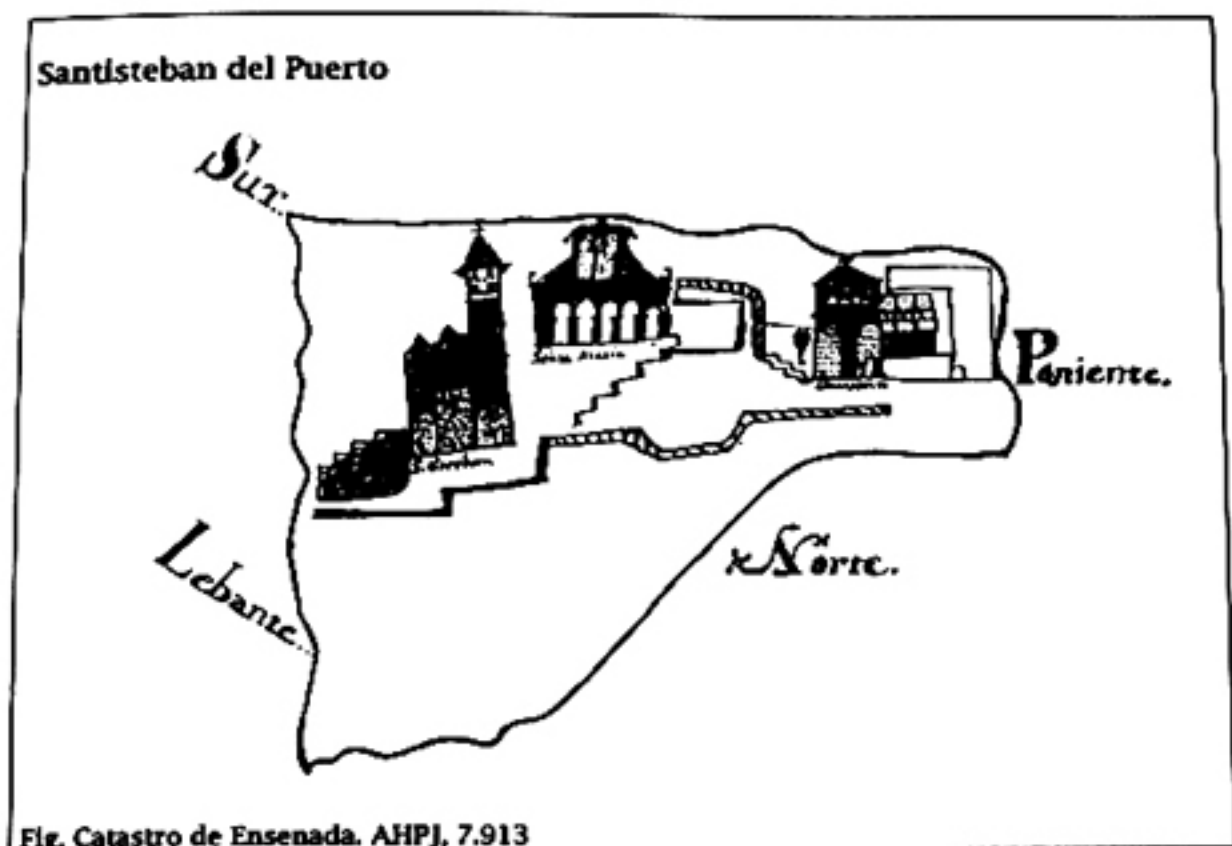 Santisteban del Puerto
Sur.
Poniente.
Norte.
Lebante.
Fig. Catastro de Ensenada. AHPJ, 7.913